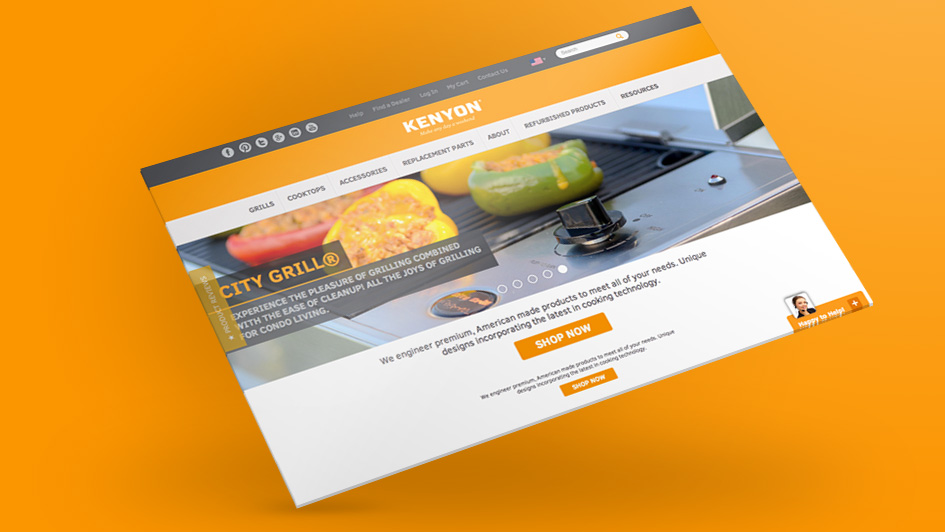 Help
Find a Dealer
Log In
My Cart
Contact Us
Search
KENYON
GRILLS
COOKTOPS
ACCESSORIES
REPLACEMENT PARTS
ABOUT
REFURBISHED PRODUCTS
RESOURCES
CITY GRILL®
EXPERIENCE THE PLEASURE OF GRILLING COMBINED
WITH THE EASE OF CLEANUP! ALL THE JOYS OF GRILLING
FOR CONDO LIVING.
PRODUCT REVIEWS
We engineer premium, American made products to meet all of your needs. Unique
designs incorporating the latest in cooking technology.
SHOP NOW
We engineer premium, American made products to meet all of your needs. Unique
designs incorporating the latest in cooking technology.
SHOP NOW
Happy to Help!